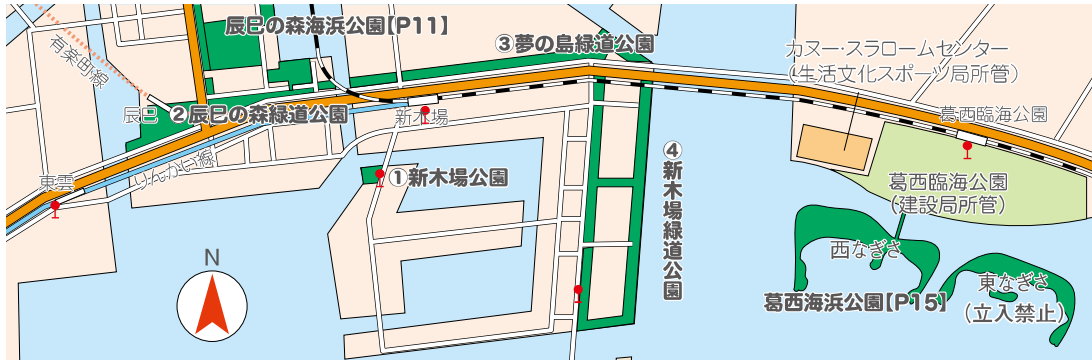 辰巳の森海浜公園【P11】
③夢の島緑道公園
カヌー・スラロームセンター
(生活文化スポーツ局所管)
有楽町線
辰巳
②辰巳の森緑道公園
新木場
葛西臨海公園
りんかい線
東雲
①新木場公園
④新木場緑道公園
葛西臨海公園
(建設局所管)
西なぎさ
東なぎさ
(立入禁止)
葛西海浜公園【P15】
N